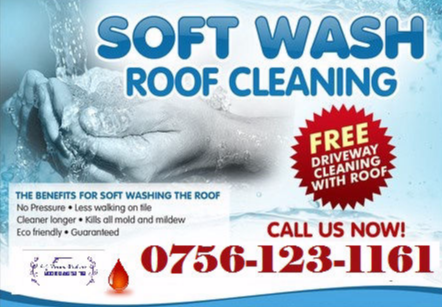 SOFT WASH
ROOF CLEANING
FREE
DRIVEWAY
CLEANING
WITH ROOF
THE BENEFITS FOR SOFT WASHING THE ROOF
No Pressure • Less walking on tile
Cleaner longer • Kills all mold and mildew
Eco friendly • Guaranteed
CALL US NOW!
0756-123-1161